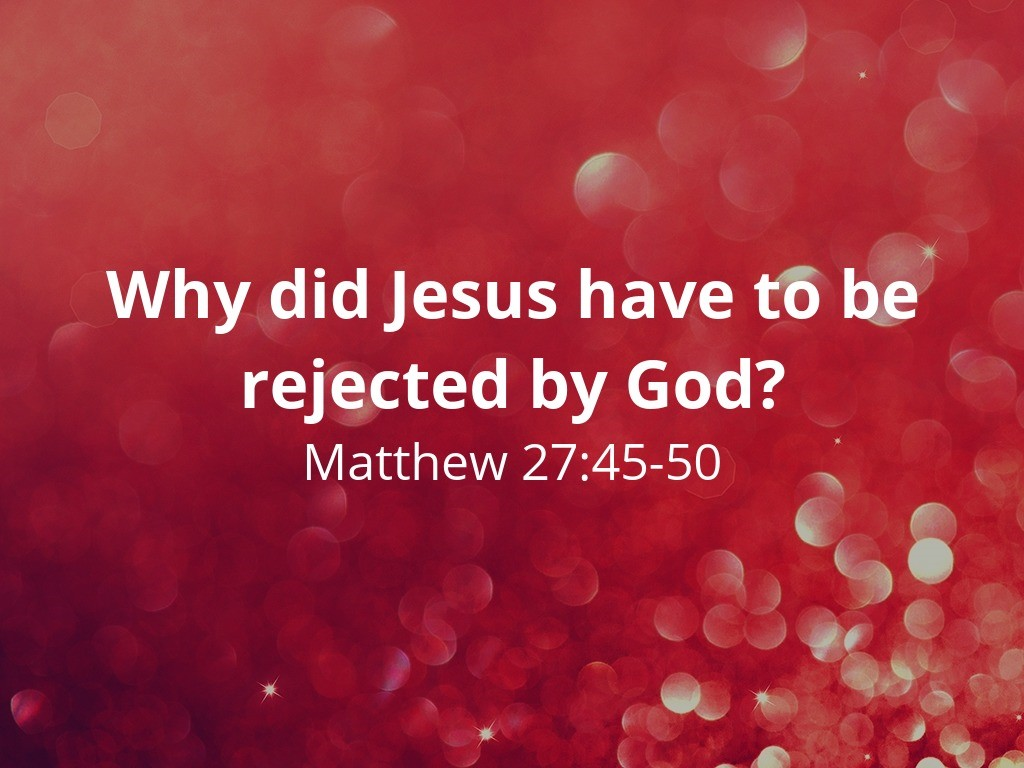 Why did Jesus have to be
rejected by God?
Matthew 27:45-50